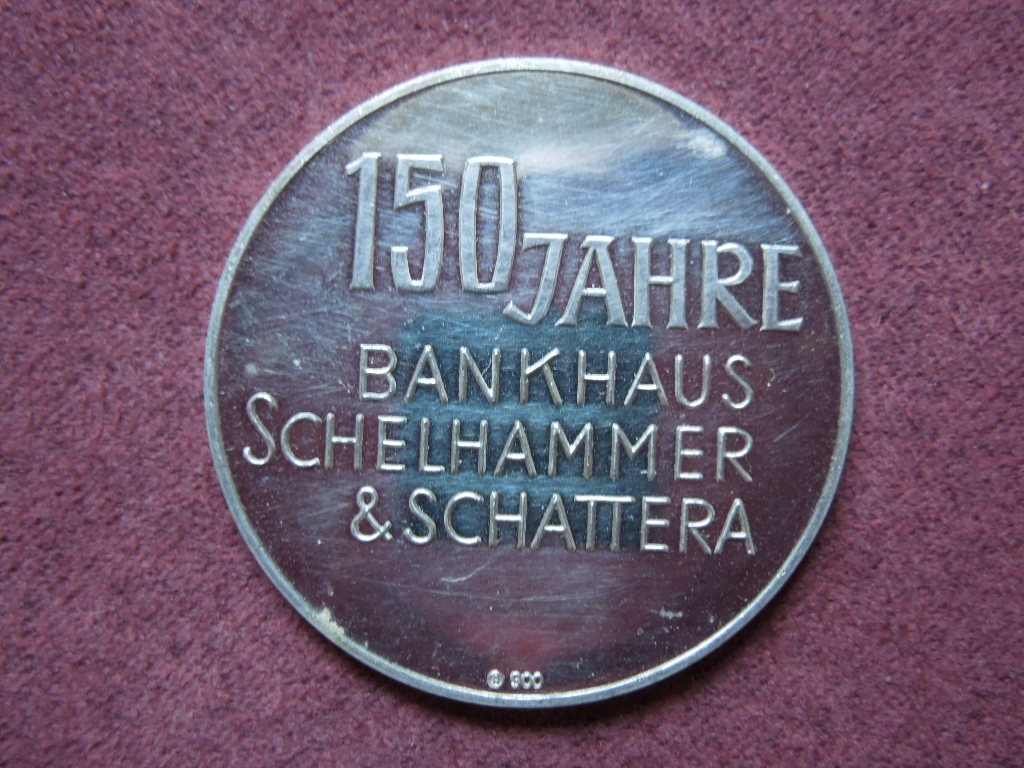 150 JAHRE
BANKHAUS
SCHELHAMMER
& SCHATTERA
900